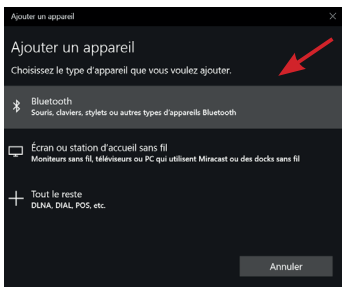 Ajouter un appareil
Ajouter un appareil
Choisissez le type d'appareil que vous voulez ajouter.
Bluetooth
Souris, claviers, stylets ou autres types d'appareils Bluetooth
Écran ou station d'accueil sans fil
Moniteurs sans fil, téléviseurs ou PC qui utilisent Miracast ou des docks sans fil
Tout le reste
DLNA, DIAL, POS, etc.
Annuler